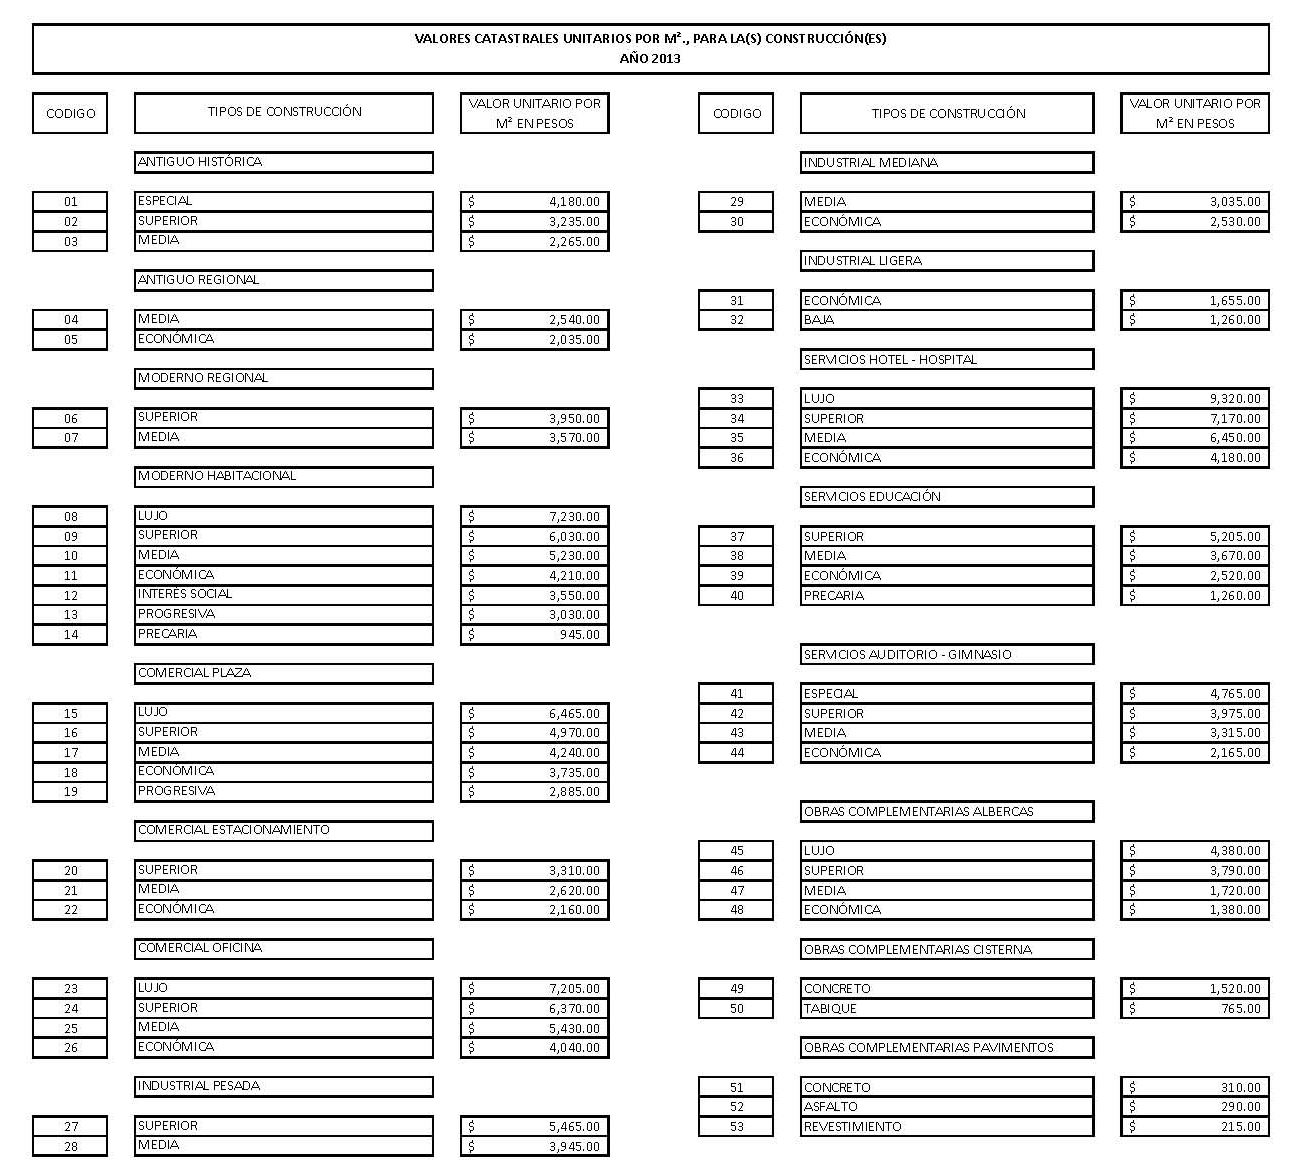 VALORES CATASTRALES UNITARIOS POR M²., PARA LA(S) CONSTRUCCIÓN(ES)
AÑO 2013
CODIGO TIPOS DE CONSTRUCCIÓN VALOR UNITARIO POR M² EN PESOS
ANTIGUO HISTÓRICA
01 ESPECIAL $ 4,180.00
02 SUPERIOR $ 3,235.00
03 MEDIA $ 2,265.00
ANTIGUO REGIONAL
04 MEDIA $ 2,540.00
05 ECONÓMICA $ 2,035.00
MODERNO REGIONAL
06 SUPERIOR $ 3,950.00
07 MEDIA $ 3,570.00
MODERNO HABITACIONAL
08 LUJO $ 7,230.00
09 SUPERIOR $ 6,030.00
10 MEDIA $ 5,230.00
11 ECONÓMICA $ 4,210.00
12 INTERÉS SOCIAL $ 3,550.00
13 PROGRESIVA $ 3,030.00
14 PRECARIA $ 945.00
COMERCIAL PLAZA
15 LUJO $ 6,465.00
16 SUPERIOR $ 4,970.00
17 MEDIA $ 4,240.00
18 ECONÓMICA $ 3,735.00
19 PROGRESIVA $ 2,885.00
COMERCIAL ESTACIONAMIENTO
20 SUPERIOR $ 3,310.00
21 MEDIA $ 2,620.00
22 ECONÓMICA $ 2,160.00
COMERCIAL OFICINA
23 LUJO $ 7,205.00
24 SUPERIOR $ 6,370.00
25 MEDIA $ 5,430.00
26 ECONÓMICA $ 4,040.00
INDUSTRIAL PESADA
27 SUPERIOR $ 5,465.00
28 MEDIA $ 3,945.00
CODIGO TIPOS DE CONSTRUCCIÓN VALOR UNITARIO POR M² EN PESOS
INDUSTRIAL MEDIANA
29 MEDIA $ 3,035.00
30 ECONÓMICA $ 2,530.00
INDUSTRIAL LIGERA
31 ECONÓMICA $ 1,655.00
32 BAJA $ 1,260.00
SERVICIOS HOTEL - HOSPITAL
33 LUJO $ 9,320.00
34 SUPERIOR $ 7,170.00
35 MEDIA $ 6,450.00
36 ECONÓMICA $ 4,180.00
SERVICIOS EDUCACIÓN
37 SUPERIOR $ 5,205.00
38 MEDIA $ 3,670.00
39 ECONÓMICA $ 2,520.00
40 PRECARIA $ 1,260.00
SERVICIOS AUDITORIO - GIMNASIO
41 ESPECIAL $ 4,765.00
42 SUPERIOR $ 3,975.00
43 MEDIA $ 3,315.00
44 ECONÓMICA $ 2,165.00
OBRAS COMPLEMENTARIAS ALBERCAS
45 LUJO $ 4,380.00
46 SUPERIOR $ 3,790.00
47 MEDIA $ 1,720.00
48 ECONÓMICA $ 1,380.00
OBRAS COMPLEMENTARIAS CISTERNA
49 CONCRETO $ 1,520.00
50 TABIQUE $ 765.00
OBRAS COMPLEMENTARIAS PAVIMENTOS
51 CONCRETO $ 310.00
52 ASFALTO $ 290.00
53 REVESTIMIENTO $ 215.00